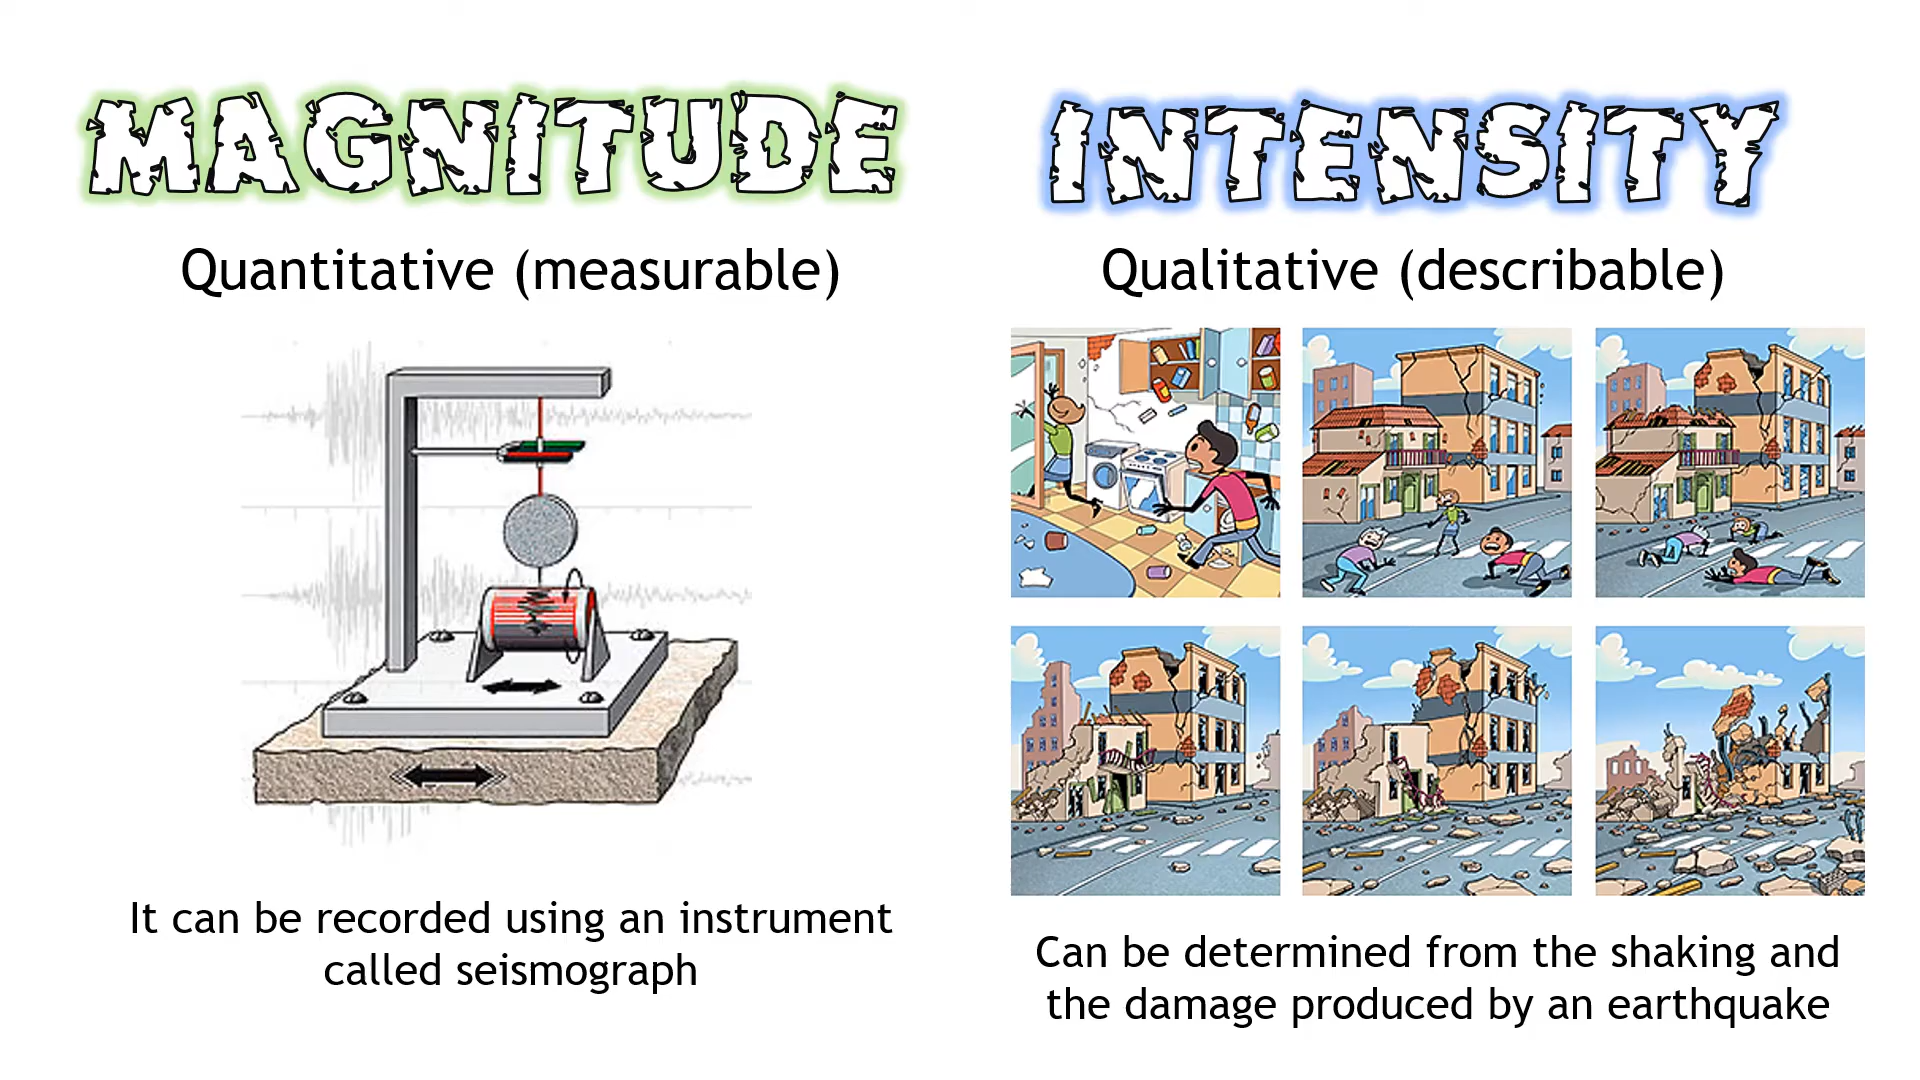 MAGNITUDE
Quantitative (measurable)
It can be recorded using an instrument
called seismograph
INTENSITY
Qualitative (describable)
Can be determined from the shaking and
the damage produced by an earthquake